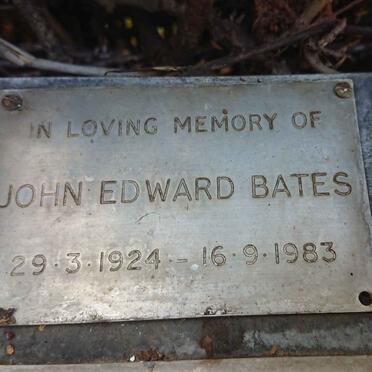 IN LOVING MEMORY OF
JOHN EDWARD BATES
29·3·1924 - 16·9·1983